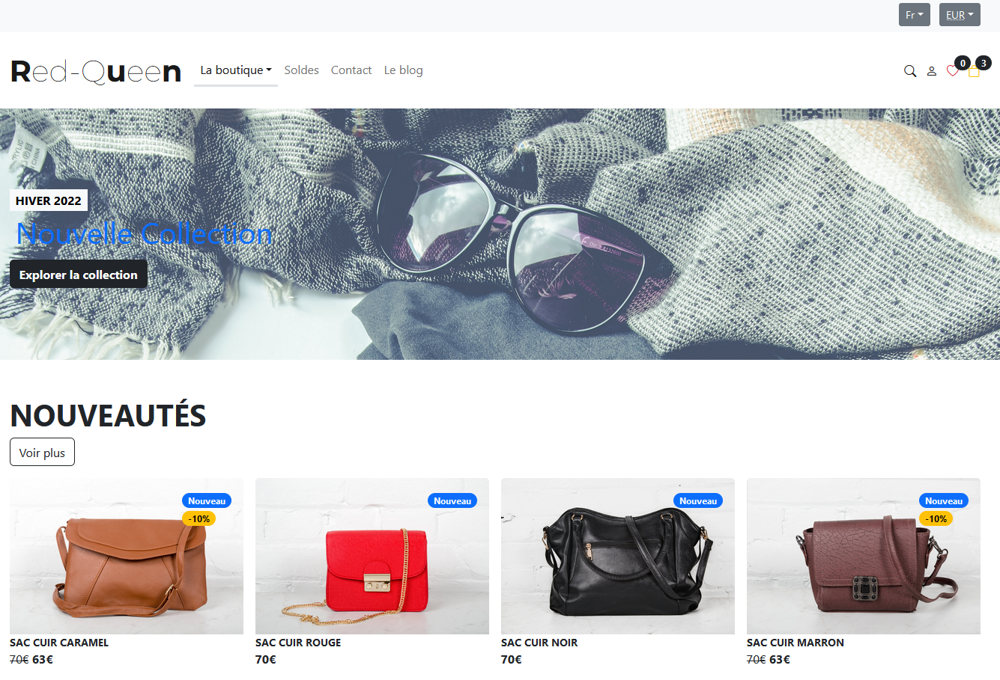 Fr
EUR
Red-Queen
La boutique
Soldes
Contact
Le blog
0
3
HIVER 2022
Nouvelle Collection
Explorer la collection
NOUVEAUTÉS
Voir plus
Nouveau
-10%
Nouveau
Nouveau
Nouveau
-10%
SAC CUIR CARAMEL
70€ 63€
SAC CUIR ROUGE
70€
SAC CUIR NOIR
70€
SAC CUIR MARRON
70€ 63€